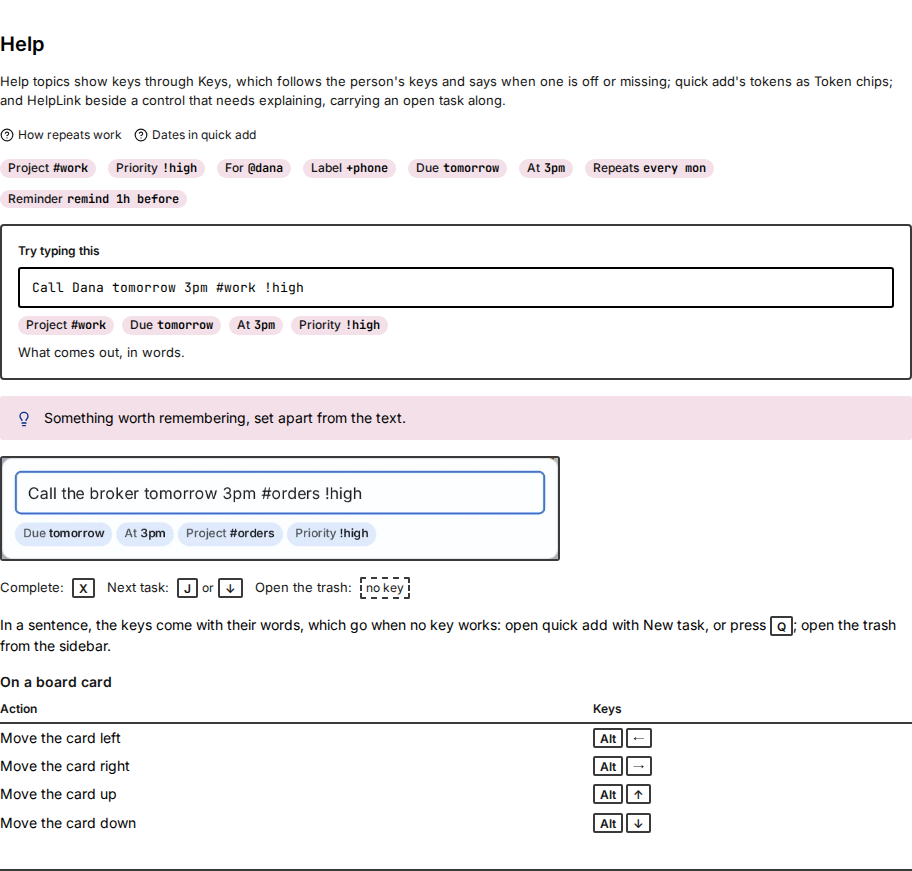 Help
Help topics show keys through Keys, which follows the person's keys and says when one is off or missing; quick add's tokens as Token chips;
and HelpLink beside a control that needs explaining, carrying an open task along.
How repeats work Dates in quick add
Project #work Priority !high For @dana Label +phone Due tomorrow At 3pm Repeats every mon
Reminder remind 1h before
Try typing this
Call Dana tomorrow 3pm #work !high
Project #work Due tomorrow At 3pm Priority !high
What comes out, in words.
Something worth remembering, set apart from the text.
Call the broker tomorrow 3pm #orders !high
Due tomorrow At 3pm Project #orders Priority !high
Complete: X Next task: J or ↓ Open the trash: no key
In a sentence, the keys come with their words, which go when no key works: open quick add with New task, or press Q; open the trash
from the sidebar.
On a board card
Action Keys
Move the card left Alt ←
Move the card right Alt →
Move the card up Alt ↑
Move the card down Alt ↓